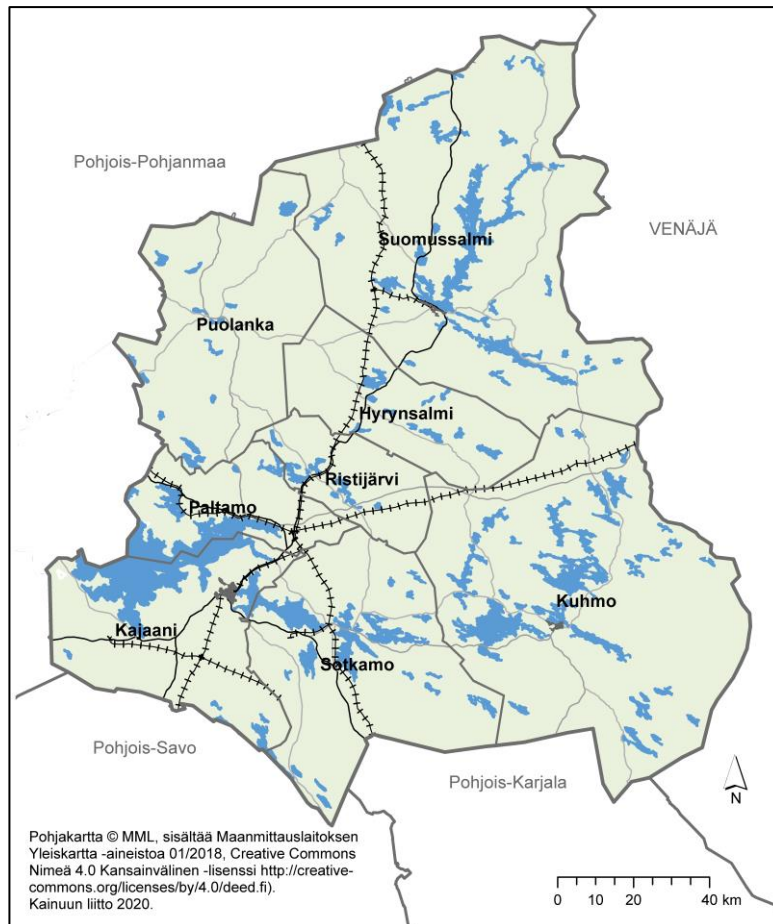 Pohjois-Pohjanmaa
Suomussalmi
VENÄJÄ
Puolanka
Hyrynsalmi
Ristijärvi
Paltamo
Kuhmo
Kajaani
Sotkamo
Pohjois-Savo
Pohjois-Karjala
N
Pohjakartta © MML, sisältää Maanmittauslaitoksen
Yleiskartta -aineistoa 01/2018, Creative Commons
Nimeä 4.0 Kansainvälinen -lisenssi http://creative-
commons.org/licenses/by/4.0/deed.fi).
Kainuun liitto 2020.
0 10 20 40 km